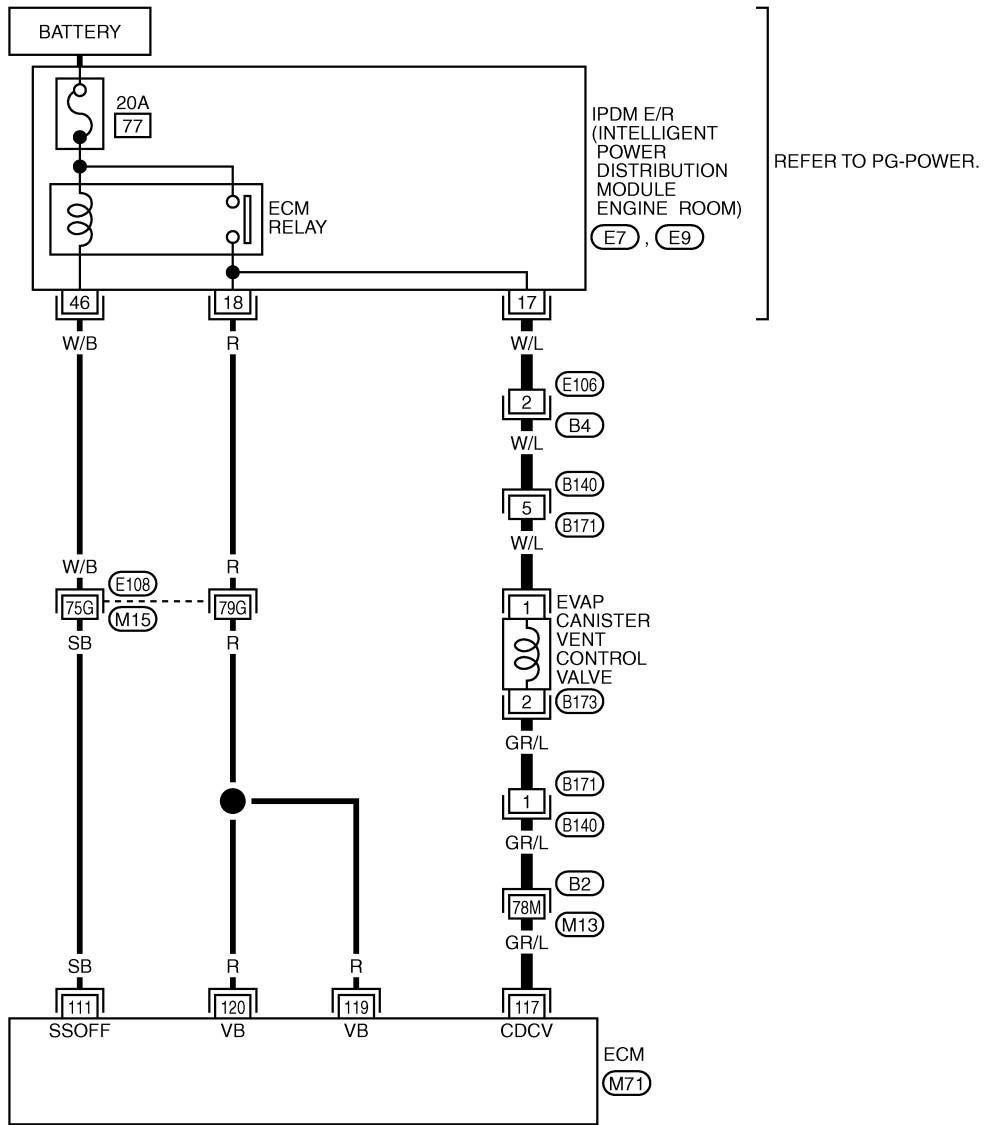 BATTERY
20A
77
IPDM E/R
(INTELLIGENT
POWER
DISTRIBUTION
MODULE
ENGINE ROOM)
E7 , E9
REFER TO PG-POWER.
ECM
RELAY
46
18
17
W/B
R
W/L
E106
2
B4
W/L
B140
5
B171
W/L
W/B
R
E108
75G
79G
M15
SB
R
1
EVAP
CANISTER
VENT
CONTROL
VALVE
2
B173
GR/L
B171
1
B140
GR/L
B2
78M
M13
GR/L
SB
R
R
111
120
119
117
SSOFF
VB
VB
CDCV
ECM
M71